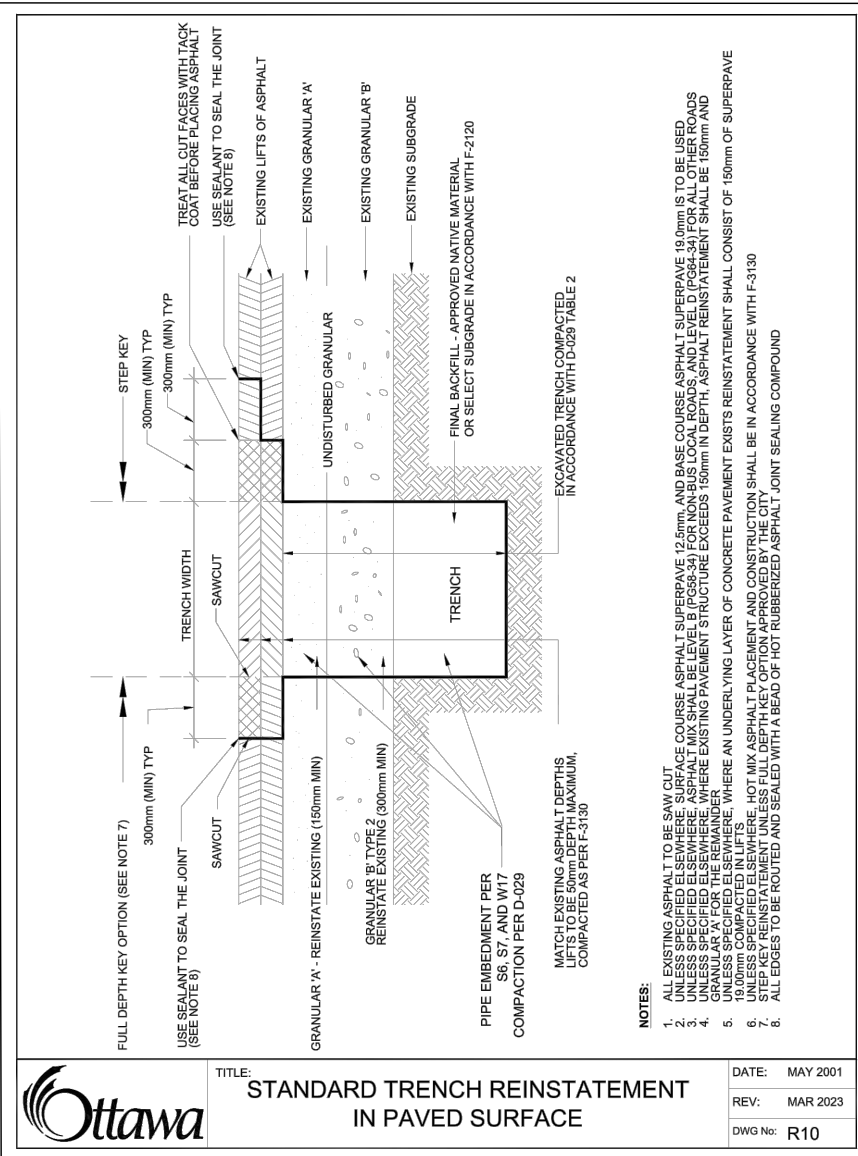 FULL DEPTH KEY OPTION (SEE NOTE 7)
STEP KEY
300mm (MIN) TYP
TRENCH WIDTH
300mm (MIN) TYP
300mm (MIN) TYP
USE SEALANT TO SEAL THE JOINT
(SEE NOTE 8)
SAWCUT
SAWCUT
TREAT ALL CUT FACES WITH TACK
COAT BEFORE PLACING ASPHALT
USE SEALANT TO SEAL THE JOINT
(SEE NOTE 8)
EXISTING LIFTS OF ASPHALT
EXISTING GRANULAR 'A'
EXISTING GRANULAR 'B'
EXISTING SUBGRADE
GRANULAR 'A' - REINSTATE EXISTING (150mm MIN)
UNDISTURBED GRANULAR
GRANULAR 'B' TYPE 2
REINSTATE EXISTING (300mm MIN)
TRENCH
FINAL BACKFILL - APPROVED NATIVE MATERIAL
OR SELECT SUBGRADE IN ACCORDANCE WITH F-2120
PIPE EMBEDMENT PER
S6, S7, AND W17
COMPACTION PER D-029
MATCH EXISTING ASPHALT DEPTHS
LIFTS TO BE 50mm DEPTH MAXIMUM,
COMPACTED AS PER F-3130
EXCAVATED TRENCH COMPACTED
IN ACCORDANCE WITH D-029 TABLE 2
NOTES:
1. ALL EXISTING ASPHALT TO BE SAW CUT
2. UNLESS SPECIFIED ELSEWHERE, SURFACE COURSE ASPHALT SUPERPAVE 12.5mm, AND BASE COURSE ASPHALT SUPERPAVE 19.0mm IS TO BE USED
3. UNLESS SPECIFIED ELSEWHERE, ASPHALT MIX SHALL BE LEVEL B (PG58-34) FOR NON-BUS LOCAL ROADS, AND LEVEL D (PG64-34) FOR ALL OTHER ROADS
4. UNLESS SPECIFIED ELSEWHERE, WHERE EXISTING PAVEMENT STRUCTURE EXCEEDS 150mm IN DEPTH, ASPHALT REINSTATEMENT SHALL BE 150mm AND
GRANULAR 'A' FOR THE REMAINDER
5. UNLESS SPECIFIED ELSEWHERE, WHERE AN UNDERLYING LAYER OF CONCRETE PAVEMENT EXISTS REINSTATEMENT SHALL CONSIST OF 150mm OF SUPERPAVE
19.00mm COMPACTED IN LIFTS
6. UNLESS SPECIFIED ELSEWHERE, HOT MIX ASPHALT PLACEMENT AND CONSTRUCTION SHALL BE IN ACCORDANCE WITH F-3130
7. STEP KEY REINSTATEMENT UNLESS FULL DEPTH KEY OPTION APPROVED BY THE CITY
8. ALL EDGES TO BE ROUTED AND SEALED WITH A BEAD OF HOT RUBBERIZED ASPHALT JOINT SEALING COMPOUND
Ottawa
TITLE:
STANDARD TRENCH REINSTATEMENT
IN PAVED SURFACE
DATE: MAY 2001
REV: MAR 2023
DWG No: R10